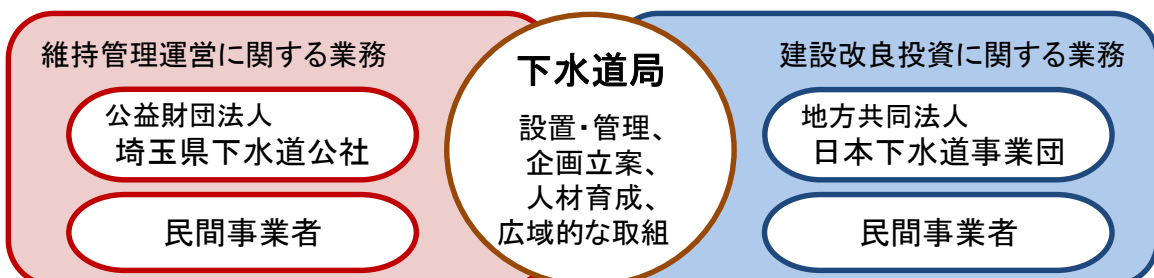 維持管理運営に関する業務
公益財団法人
埼玉県下水道公社
民間事業者
下水道局
設置・管理、
企画立案、
人材育成、
広域的な取組
建設改良投資に関する業務
地方共同法人
日本下水道事業団
民間事業者